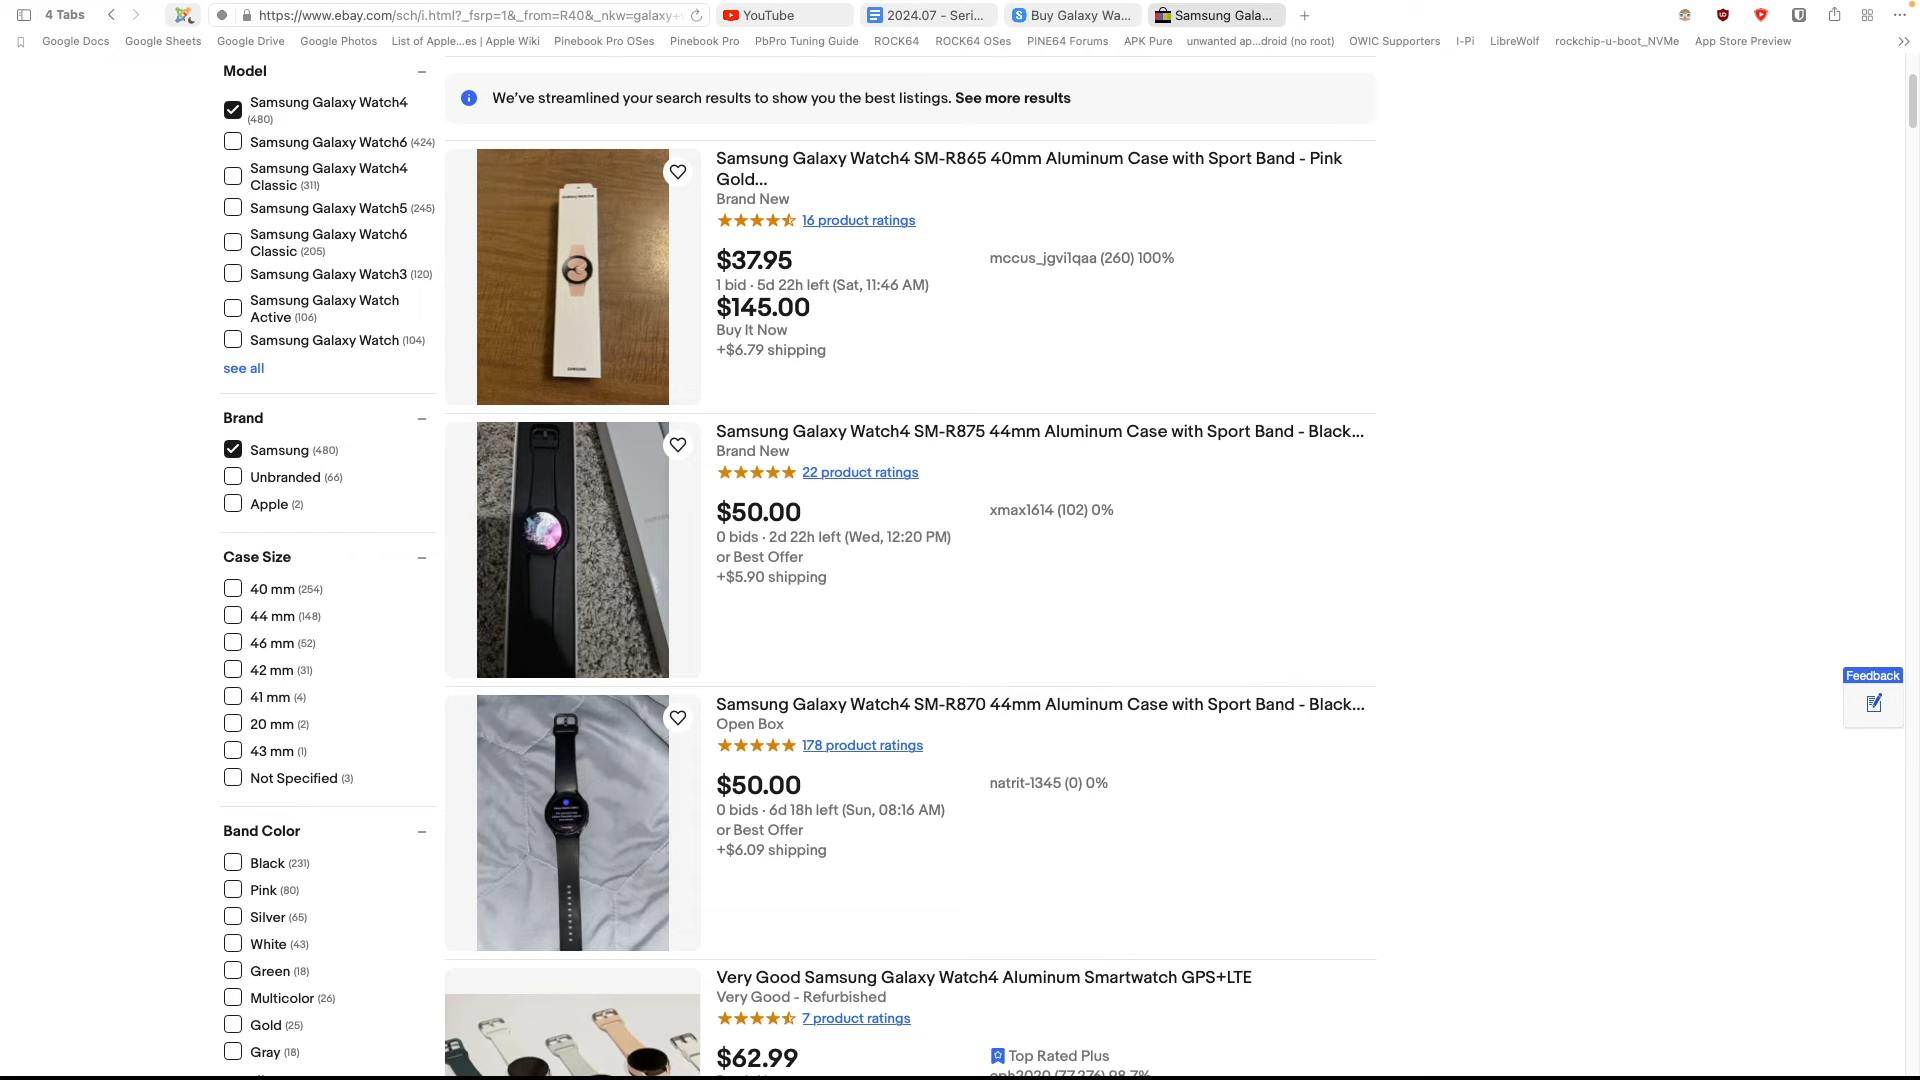 4 Tabs
https://www.ebay.com/sch/i.html?_fsrp=1&_from=R40&_nkw=galaxy+
YouTube
2024.07 - Seri...
Buy Galaxy Wa...
Samsung Gala...
Google Docs Google Sheets Google Drive Google Photos List of Apple...es | Apple Wiki Pinebook Pro OSes Pinebook Pro PbPro Tuning Guide ROCK64 ROCK64 OSes PINE64 Forums APK Pure unwanted ap...droid (no root) OWIC Supporters I-Pi LibreWolf rockchip-u-boot_NVMe App Store Preview
Model
Samsung Galaxy Watch4
(480)
Samsung Galaxy Watch6 (424)
Samsung Galaxy Watch4
Classic (311)
Samsung Galaxy Watch5 (245)
Samsung Galaxy Watch6
Classic (205)
Samsung Galaxy Watch3 (120)
Samsung Galaxy Watch
Active (106)
Samsung Galaxy Watch (104)
see all
Brand
Samsung (480)
Unbranded (66)
Apple (2)
Case Size
40 mm (254)
44 mm (148)
46 mm (52)
42 mm (31)
41 mm (4)
20 mm (2)
43 mm (1)
Not Specified (3)
Band Color
Black (231)
Pink (80)
Silver (65)
White (43)
Green (18)
Multicolor (26)
Gold (25)
Gray (18)
We've streamlined your search results to show you the best listings. See more results
Samsung Galaxy Watch4 SM-R865 40mm Aluminum Case with Sport Band - Pink
Gold...
Brand New
16 product ratings
$37.95
mccus_jgvi1qaa (260) 100%
1 bid · 5d 22h left (Sat, 11:46 AM)
$145.00
Buy It Now
+$6.79 shipping
Samsung Galaxy Watch4 SM-R875 44mm Aluminum Case with Sport Band - Black...
Brand New
22 product ratings
$50.00
xmax1614 (102) 0%
0 bids · 2d 22h left (Wed, 12:20 PM)
or Best Offer
+$5.90 shipping
Samsung Galaxy Watch4 SM-R870 44mm Aluminum Case with Sport Band - Black...
Open Box
178 product ratings
$50.00
natrit-1345 (0) 0%
0 bids · 6d 18h left (Sun, 08:16 AM)
or Best Offer
+$6.09 shipping
Very Good Samsung Galaxy Watch4 Aluminum Smartwatch GPS+LTE
Very Good - Refurbished
7 product ratings
$62.99
Top Rated Plus
Feedback